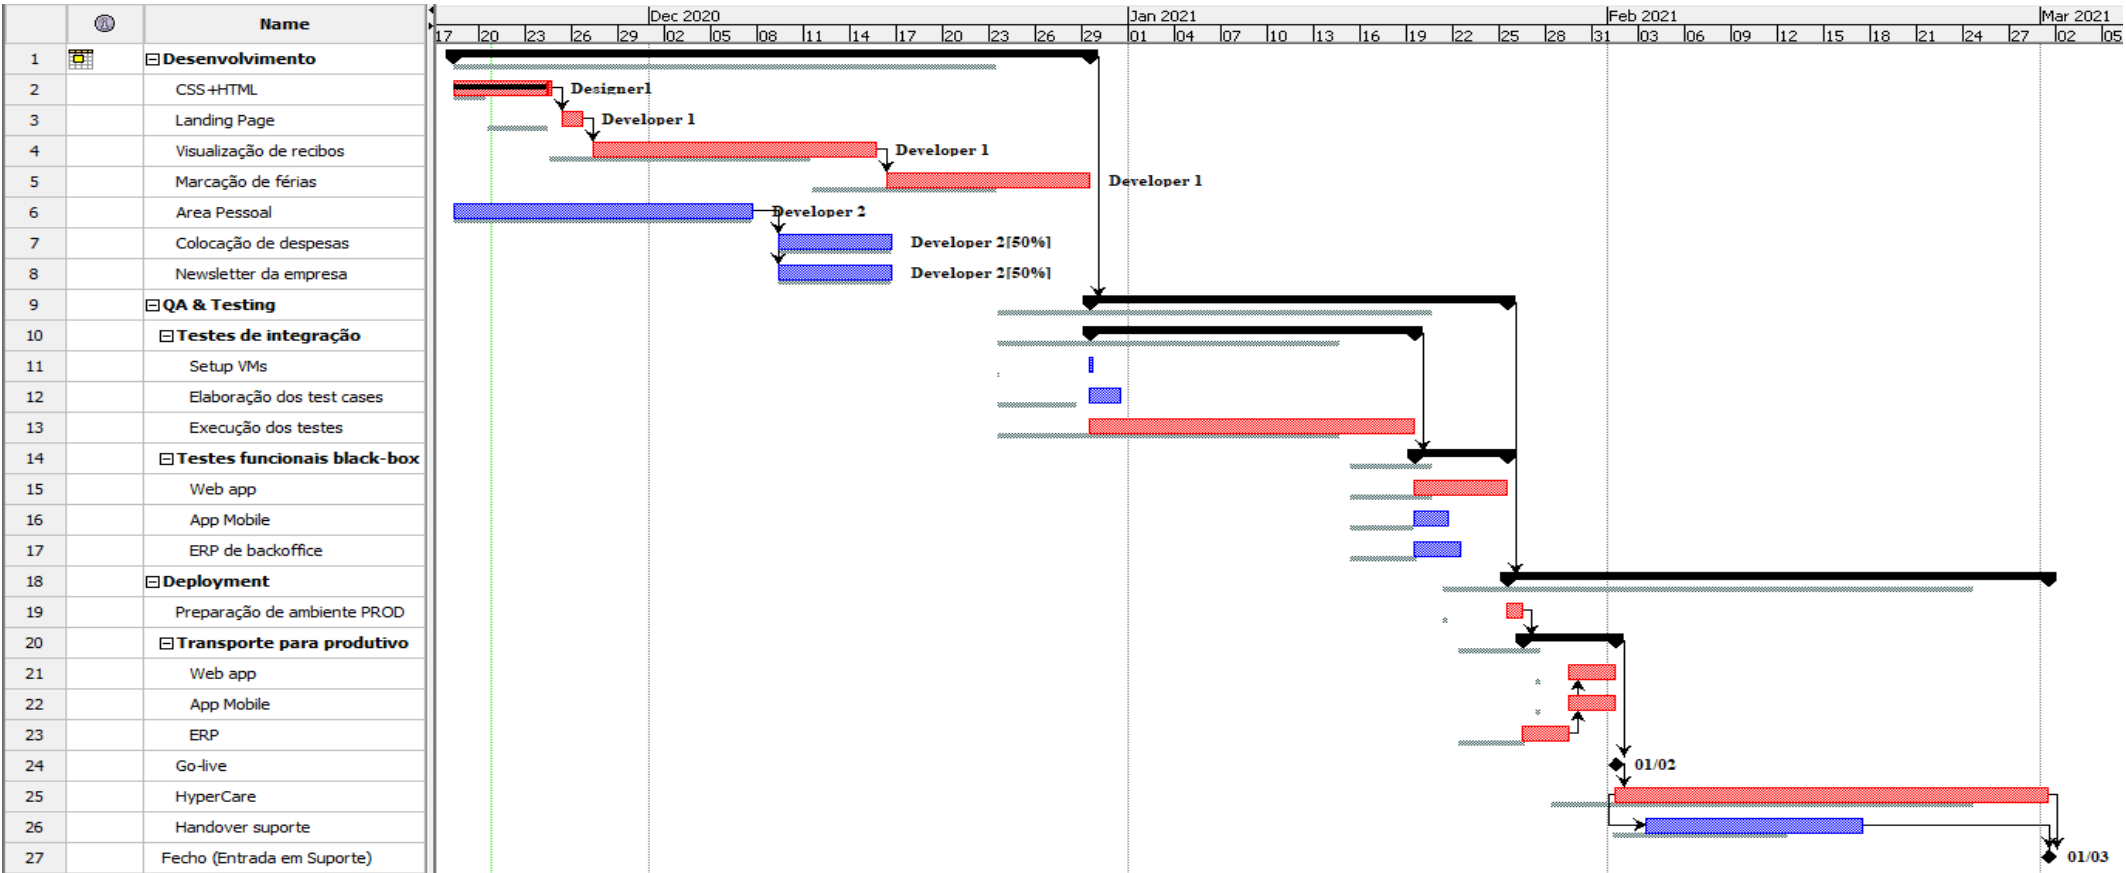 Dec 2020 Jan 2021 Feb 2021 Mar 2021
Name
17 20 23 26 29 02 05 08 11 14 17 20 23 26 29 01 04 07 10 13 16 19 22 25 28 31 03 06 09 12 15 18 21 24 27 02 05
1 Desenvolvimento
2 CSS+HTML Designer1
3 Landing Page Developer 1
4 Visualização de recibos Developer 1
5 Marcação de férias Developer 1
6 Area Pessoal Developer 2
7 Colocação de despesas Developer 2[50%]
8 Newsletter da empresa Developer 2[50%]
9 QA & Testing
10 Testes de integração
11 Setup VMs
12 Elaboração dos test cases
13 Execução dos testes
14 Testes funcionais black-box
15 Web app
16 App Mobile
17 ERP de backoffice
18 Deployment
19 Preparação de ambiente PROD
20 Transporte para produtivo
21 Web app
22 App Mobile
23 ERP
24 Go-live 01/02
25 HyperCare
26 Handover suporte
27 Fecho (Entrada em Suporte) 01/03